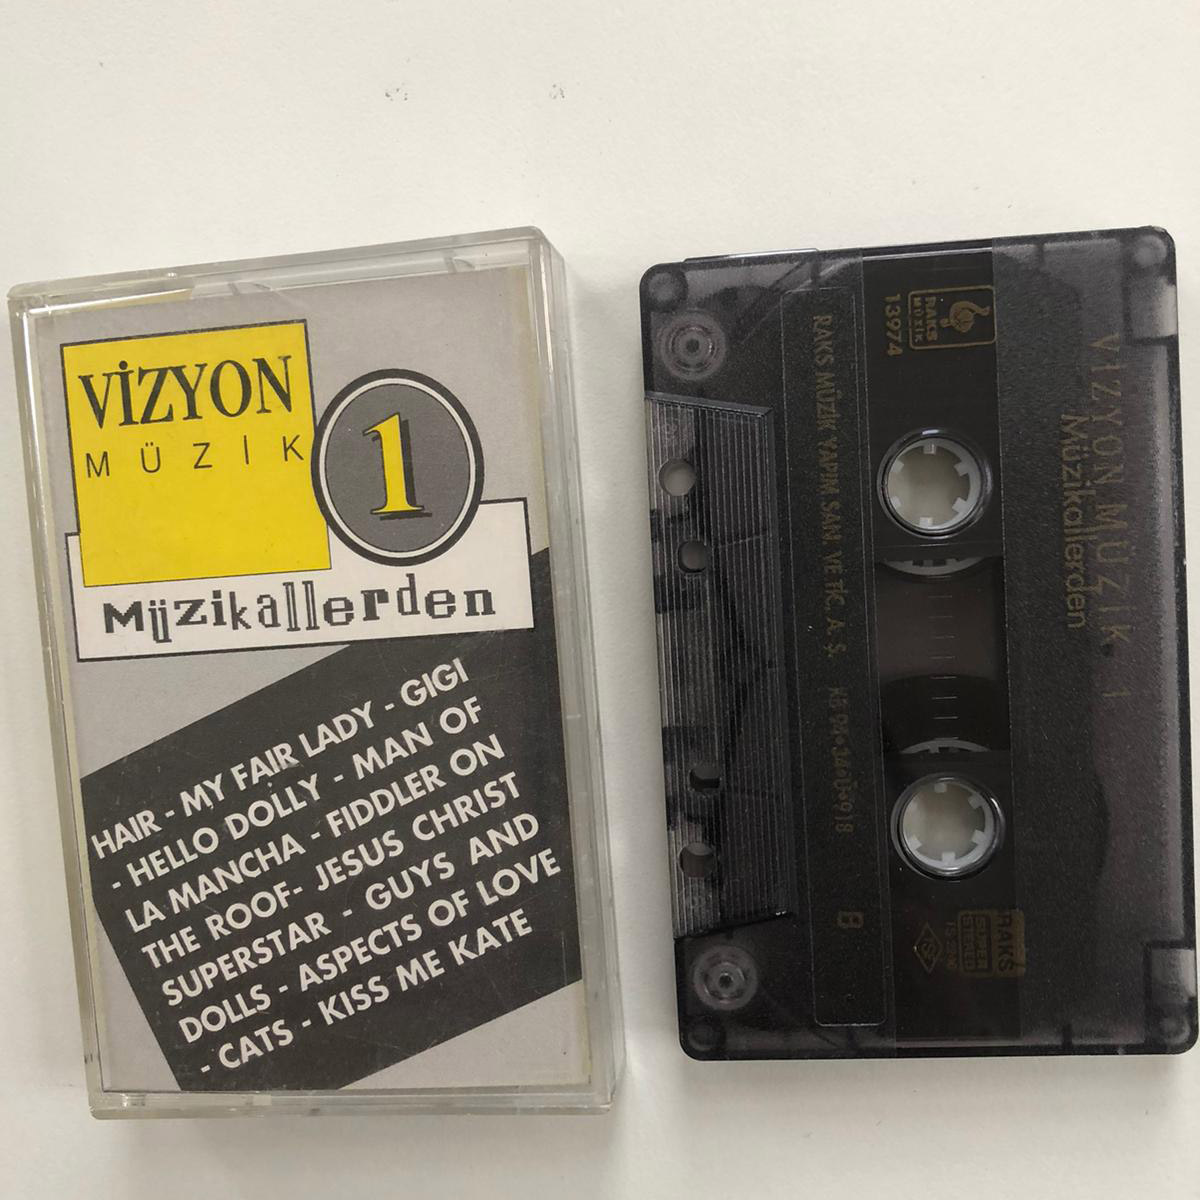 VİZYON
MÜZİK
1
Müzikallerden
HAIR - MY FAIR LADY - GIGI
- HELLO DOLLY - MAN OF
LA MANCHA - FIDDLER ON
THE ROOF- JESUS CHRIST
SUPERSTAR - GUYS AND
DOLLS - ASPECTS OF LOVE
- CATS - KISS ME KATE
VİZYON MÜZİK. 1
Müzikallerden
RAKS
MÜZİK
13974
RAKS
RAKS MÜZİK YAPIM SAN. VE TİC. A. Ş.
B